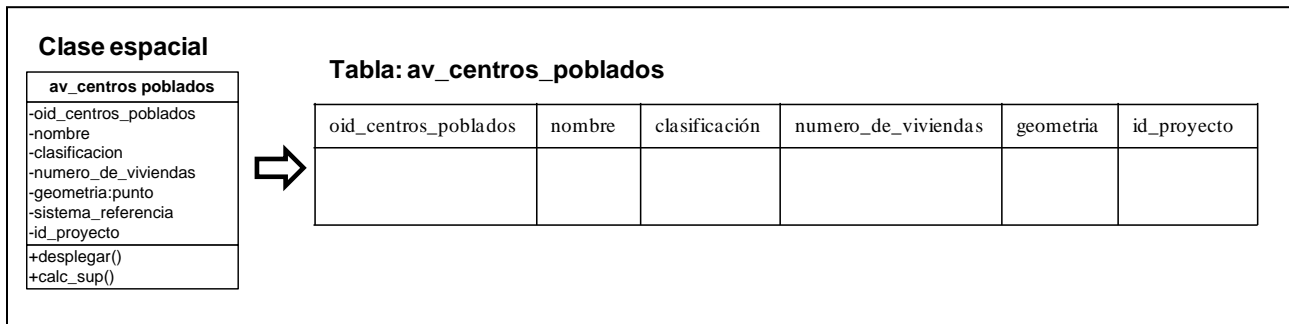 Clase espacial
av_centros poblados
-oid_centros_poblados
-nombre
-clasificacion
-numero_de_viviendas
-geometria:punto
-sistema_referencia
-id_proyecto
+desplegar()
+calc_sup()
Tabla: av_centros_poblados
oid_centros_poblados nombre clasificación numero_de_viviendas geometria id_proyecto